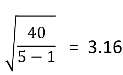 √(40/(5 − 1)) = 3.16